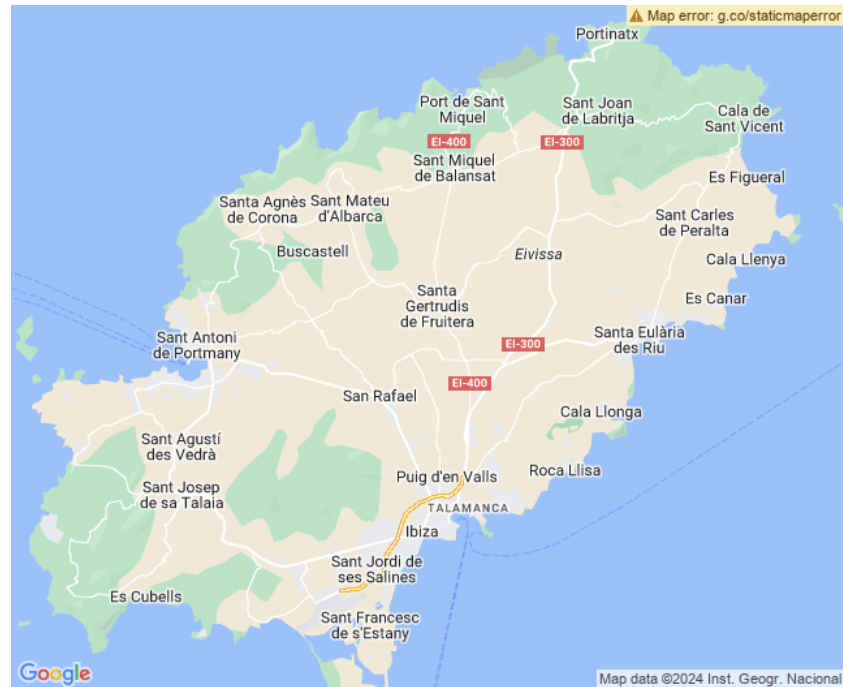 Map error: g.co/staticmaperror
Portinatx
Port de Sant
Miquel
Sant Joan
de Labritja
Cala de
Sant Vicent
EI-400
EI-300
Sant Miquel
de Balansat
Es Figueral
Santa Agnès
de Corona
Sant Mateu
d'Albarca
Sant Carles
de Peralta
Buscastell
Eivissa
Cala Llenya
Santa
Gertrudis
de Fruitera
Es Canar
Sant Antoni
de Portmany
Santa Eulària
des Riu
EI-300
EI-400
San Rafael
Cala Llonga
Sant Agustí
des Vedrà
Roca Llisa
Puig d'en Valls
Sant Josep
de sa Talaia
TALAMANCA
Ibiza
Sant Jordi de
ses Salines
Es Cubells
Sant Francesc
de s'Estany
Google
Map data ©2024 Inst. Geogr. Nacional